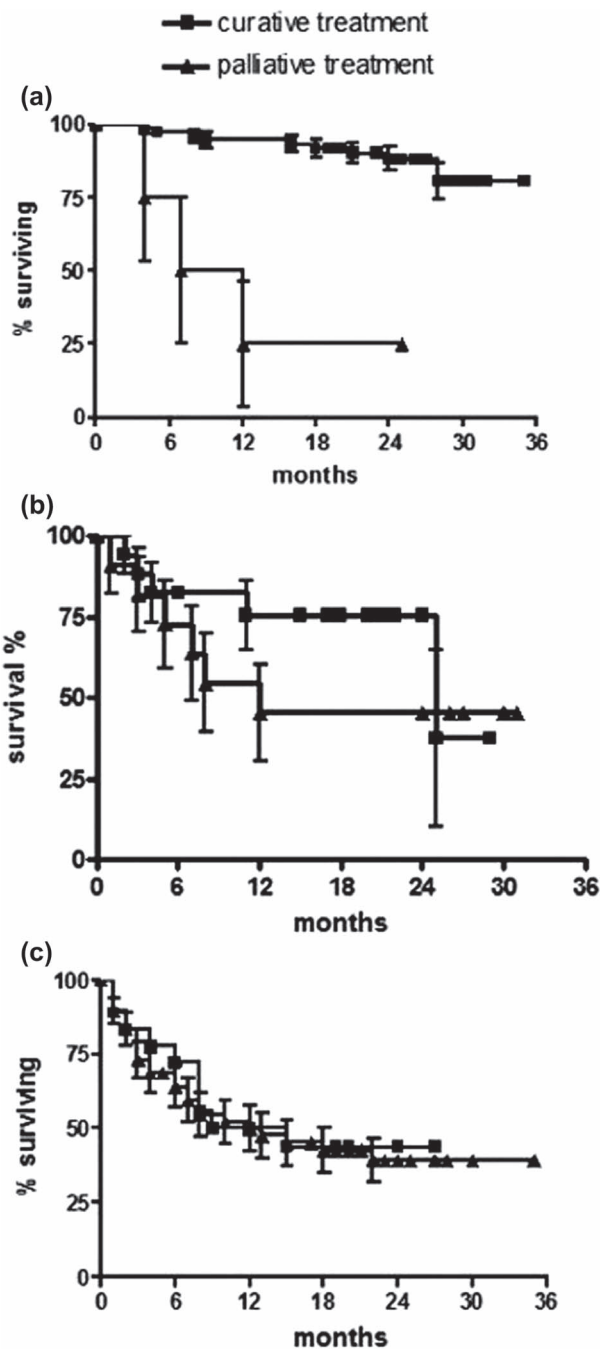 curative treatment
palliative treatment
(a)
100
75
50
25
0
% surviving
0 6 12 18 24 30 36
months
(b)
100
75
50
25
0
survival %
0 6 12 18 24 30 36
months
(c)
100
75
50
25
0
% surviving
0 6 12 18 24 30 36
months